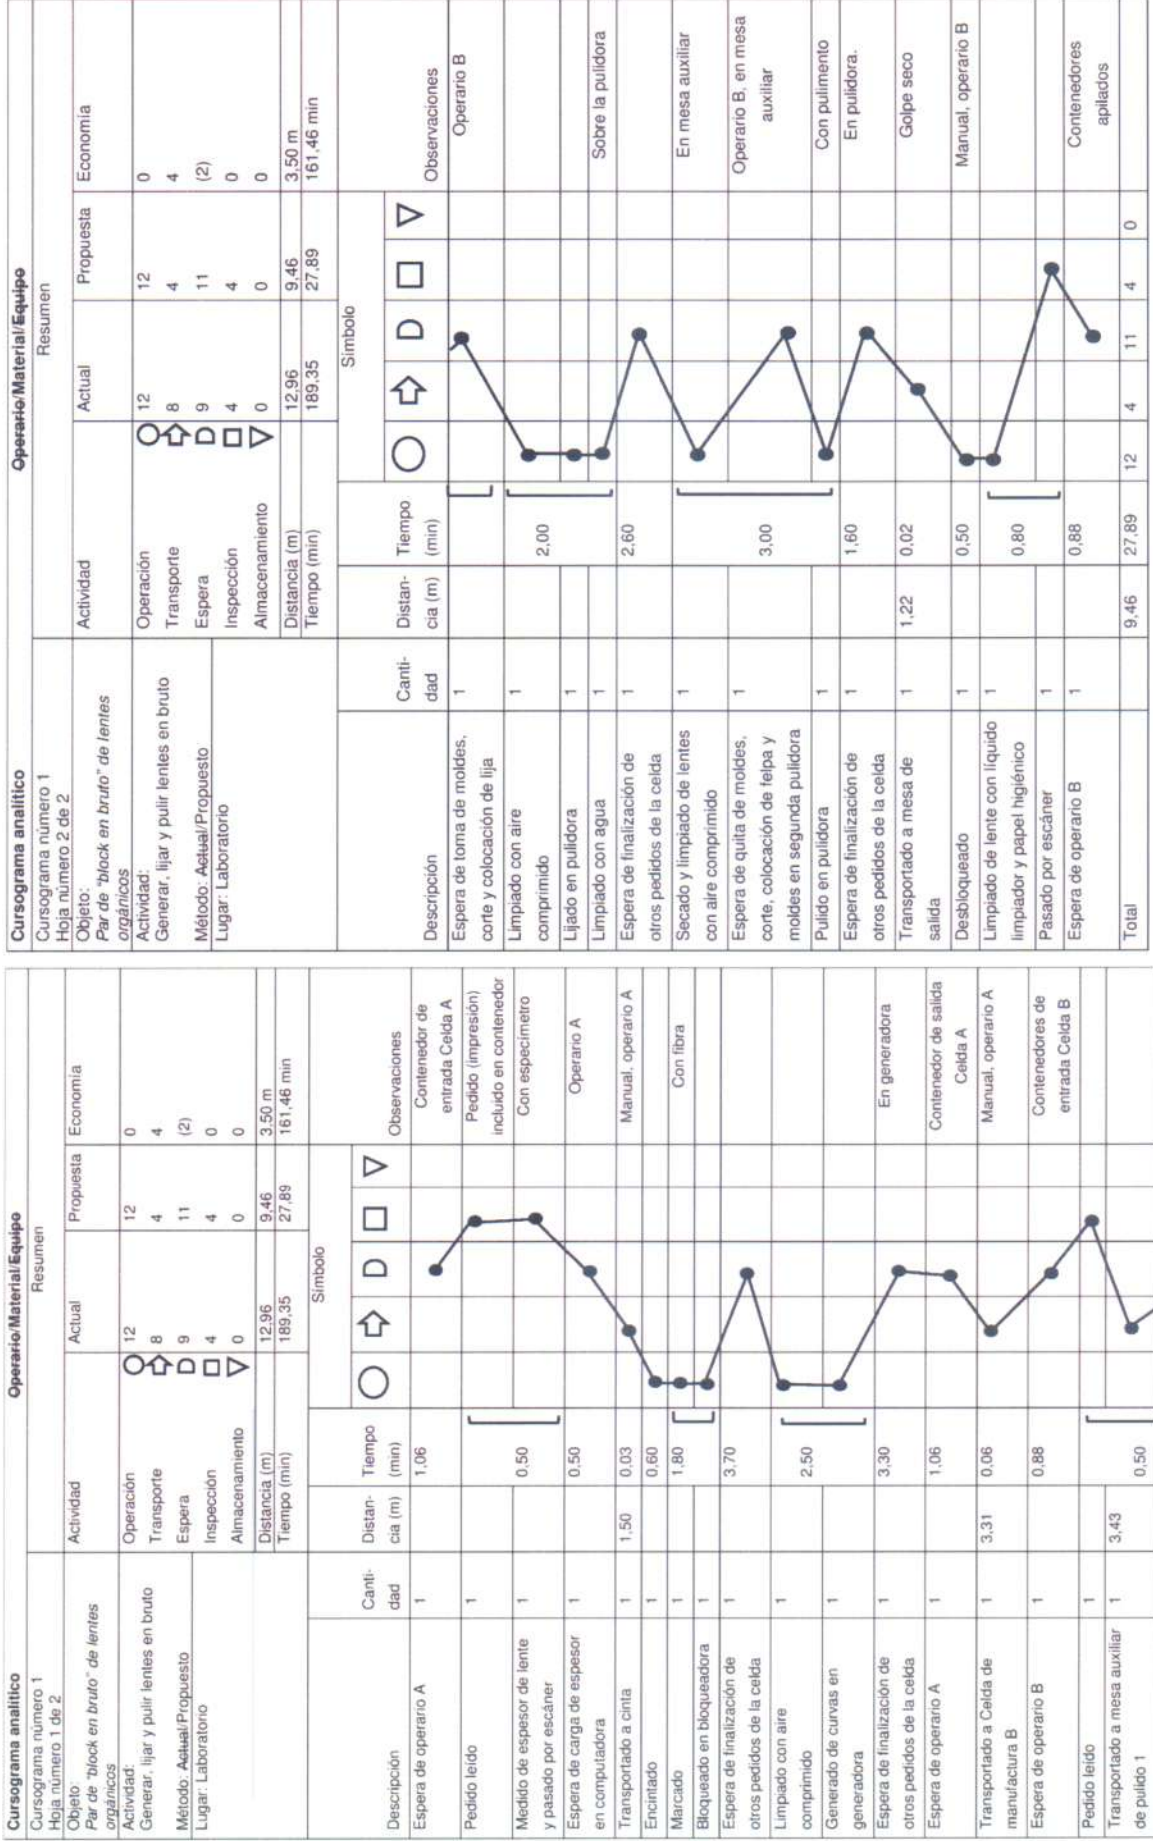 Cursograma analítico
Operario/Material/Equipo
Cursograma número 1
Hoja número 1 de 2
Resumen
Objeto:
Par de "block en bruto" de lentes
orgánicos
Actividad Actual Propuesta Economía
Actividad:
Generar, lijar y pulir lentes en bruto
Método: Actual/Propuesto
Lugar: Laboratorio
Operación 12 12 0
Transporte 8 4 4
Espera 9 11 (2)
Inspección 4 4 0
Almacenamiento 0 0 0
Distancia (m) 12,96 9,46 3,50 m
Tiempo (min) 189,35 27,89 161,46 min
Símbolo
Descripción Canti-dad Distan-cia (m) Tiempo (min) Observaciones
Espera de operario A 1 1,06 Contenedor de
entrada Celda A
Pedido leído 1 Pedido (impresión)
incluido en contenedor
Medido de espesor de lente 1 0,50 Con especímetro
y pasado por escáner
Espera de carga de espesor 1 0,50 Operario A
en computadora
Transportado a cinta 1 1,50 0,03 Manual, operario A
Encintado 1 0,60
Marcado 1 1,80 Con fibra
Bloqueado en bloqueadora 1
Espera de finalización de 1 3,70
otros pedidos de la celda
Limpiado con aire 1 2,50
comprimido
Generado de curvas en 1
generadora
Espera de finalización de 1 3,30 En generadora
otros pedidos de la celda
Espera de operario A 1 1,06 Contenedor de salida
Celda A
Transportado a Celda de 1 3,31 0,06 Manual, operario A
manufactura B
Espera de operario B 1 0,88 Contenedores de
entrada Celda B
Pedido leído 1
Transportado a mesa auxiliar 1 3,43 0,50
de pulido 1
Cursograma analítico
Operario/Material/Equipo
Cursograma número 1
Hoja número 2 de 2
Resumen
Objeto:
Par de "block en bruto" de lentes
orgánicos
Actividad Actual Propuesta Economía
Actividad:
Generar, lijar y pulir lentes en bruto
Método: Actual/Propuesto
Lugar: Laboratorio
Operación 12 12 0
Transporte 8 4 4
Espera 9 11 (2)
Inspección 4 4 0
Almacenamiento 0 0 0
Distancia (m) 12,96 9,46 3,50 m
Tiempo (min) 189,35 27,89 161,46 min
Símbolo
Descripción Canti-dad Distan-cia (m) Tiempo (min) Observaciones
Espera de toma de moldes, 1 Operario B
corte y colocación de lija
Limpiado con aire 1 2,00
comprimido
Lijado en pulidora 1
Limpiado con agua 1 Sobre la pulidora
Espera de finalización de 1 2,60
otros pedidos de la celda
Secado y limpiado de lentes 1 En mesa auxiliar
con aire comprimido
Espera de quita de moldes, 1 3,00 Operario B, en mesa
corte, colocación de felpa y auxiliar
moldes en segunda pulidora
Pulido en pulidora 1 Con pulimento
Espera de finalización de 1 1,60 En pulidora.
otros pedidos de la celda
Transportado a mesa de 1 1,22 0,02 Golpe seco
salida
Desbloqueado 1 0,50 Manual, operario B
Limpiado de lente con líquido 1 0,80
limpiador y papel higiénico
Pasado por escáner 1
Espera de operario B 1 0,88 Contenedores
apilados
Total 9,46 27,89 12 4 11 4 0